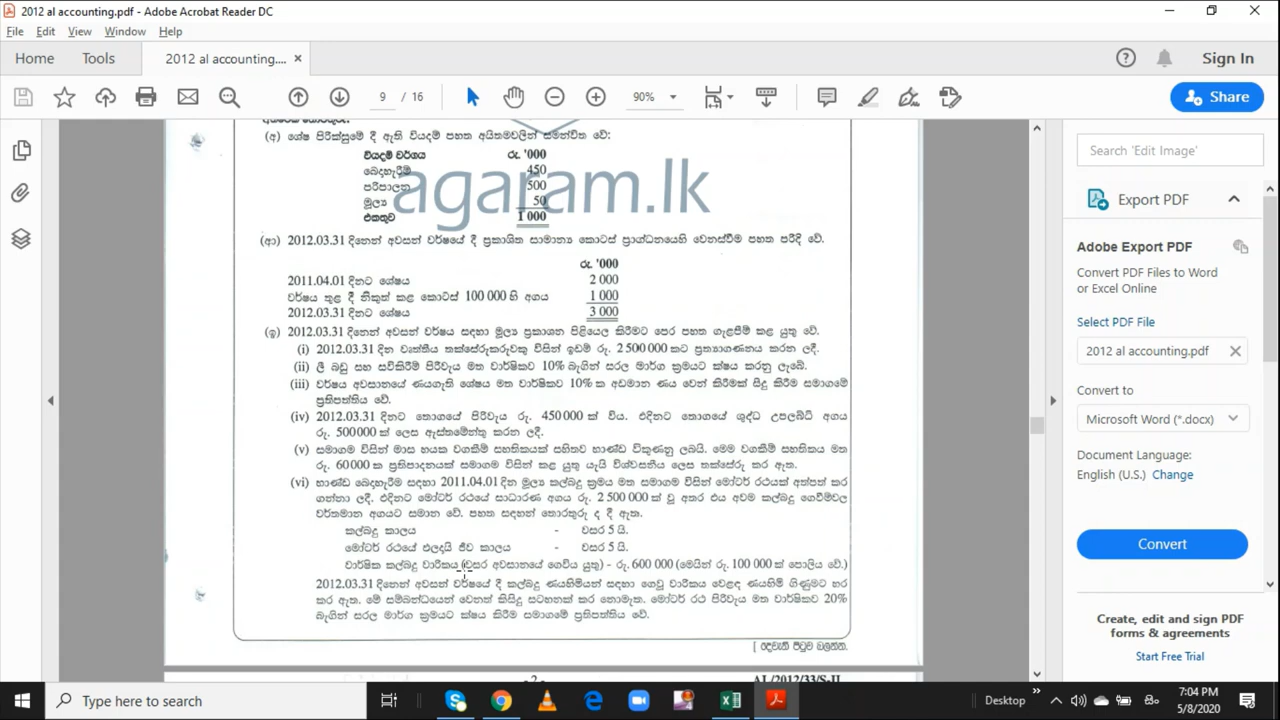 2012 al accounting.pdf - Adobe Acrobat Reader DC
File Edit View Window Help
Home Tools 2012 al accounting.... × Sign In
9 / 16 90% Share
(අ) ශේෂ පිරික්සුමේ දී ඇති වියදම් පහත අයිතමවලින් සමන්විත වේ:
වියදම් වර්ගය රු. '000
බෙදාහැරීම් 450
පරිපාලන 500
මූල්‍ය 50
එකතුව 1 000
agaram.lk
(ආ) 2012.03.31 දිනෙන් අවසන් වර්ෂයේ දී ප්‍රකාශිත සාමාන්‍ය කොටස් ප්‍රාග්ධනයෙහි වෙනස්වීම පහත පරිදි වේ.
රු. '000
2011.04.01 දිනට ශේෂය 2 000
වර්ෂය තුළ දී නිකුත් කළ කොටස් 100 000 හි අගය 1 000
2012.03.31 දිනට ශේෂය 3 000
2012.03.31 දිනෙන් අවසන් වර්ෂය සඳහා මූල්‍ය ප්‍රකාශන පිළියෙල කිරීමට පෙර පහත ගැළපීම් කළ යුතු වේ.
(i) 2012.03.31 දින වෘත්තීය තක්සේරුකරුවකු විසින් ඉඩම් රු. 2 500 000 කට ප්‍රත්‍යාගණනය කරන ලදී.
(ii) ලී බඩු සහ සවිකිරීම් පිරිවැය මත වාර්ෂිකව 10% බැගින් සරල මාර්ග ක්‍රමයට ක්ෂය කරනු ලැබේ.
(iii) වර්ෂය අවසානයේ ණයගැති ශේෂය මත වාර්ෂිකව 10% ක අඩමාන ණය වෙන් කිරීමක් සිදු කිරීම සමාගමේ
ප්‍රතිපත්තිය වේ.
(iv) 2012.03.31 දිනට තොගයේ පිරිවැය රු. 450 000 ක් විය. එදිනට තොගයේ ශුද්ධ උපලබ්ධි අගය
රු. 500000 ක් ලෙස ඇස්තමේන්තු කරන ලදී.
(v) සමාගම විසින් මාස හයක වගකීම් සහතිකයක් සහිතව භාණ්ඩ විකුණනු ලබයි. මෙම වගකීම් සහතිකය මත
රු. 60000 ක ප්‍රතිපාදනයක් සමාගම විසින් කළ යුතු යැයි විශ්වසනීය ලෙස තක්සේරු කර ඇත.
(vi) භාණ්ඩ බෙදාහැරීම සඳහා 2011.04.01 දින මූල්‍ය කල්බදු ක්‍රමය මත සමාගම විසින් මෝටර් රථයක් අත්පත් කර
ගන්නා ලදී. එදිනට මෝටර් රථයේ සාධාරණ අගය රු. 2 500 000 ක් වූ අතර එය අවම කල්බදු ගෙවීම්වල
වර්තමාන අගයට සමාන වේ. පහත සඳහන් තොරතුරු ද දී ඇත.
කල්බදු කාලය - වසර 5 යි.
මෝටර් රථයේ ඵලදායී ජීව කාලය - වසර 5 යි.
වාර්ෂික කල්බදු වාරිකය (වසර අවසානයේ ගෙවිය යුතු) - රු. 600 000 (මෙයින් රු. 100 000 ක් පොලිය වේ.)
2012.03.31 දිනෙන් අවසන් වර්ෂයේ දී කල්බදු ණයහිමියන් සඳහා ගෙවූ වාරිකය වෙළඳ ණයහිමි ගිණුමට හර
කර ඇත. මේ සම්බන්ධයෙන් වෙනත් කිසිදු සටහනක් කර නොමැත. මෝටර් රථ පිරිවැය මත වාර්ෂිකව 20%
බැගින් සරල මාර්ග ක්‍රමයට ක්ෂය කිරීම සමාගමේ ප්‍රතිපත්තිය වේ.
[ දෙවැනි පිටුව බලන්න.
- 2 - AL/2012/33/S-II
Search 'Edit Image'
Export PDF
Adobe Export PDF
Convert PDF Files to Word
or Excel Online
Select PDF File
2012 al accounting.pdf
Convert to
Microsoft Word (*.docx)
Document Language:
English (U.S.) Change
Convert
Create, edit and sign PDF
forms & agreements
Start Free Trial
Type here to search
Desktop
7:04 PM
5/8/2020